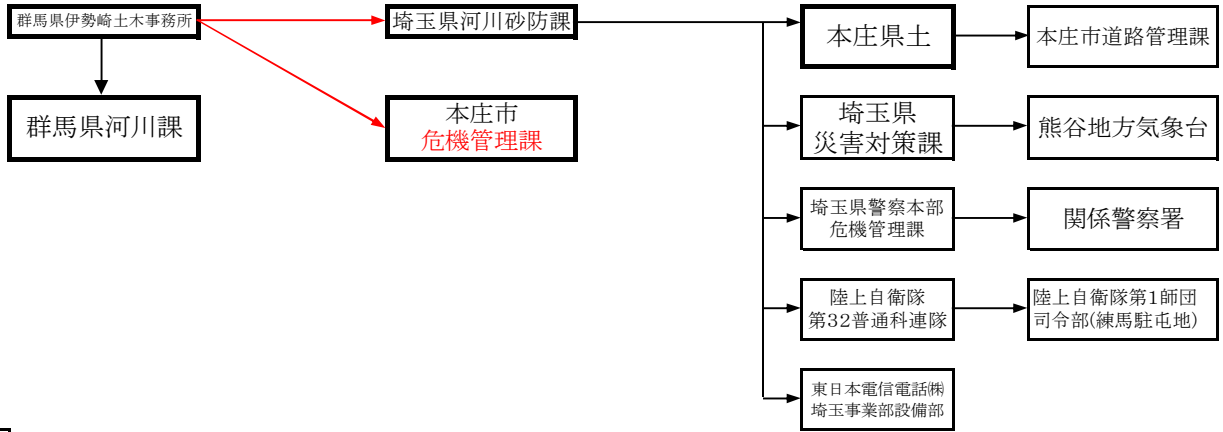 群馬県伊勢崎土木事務所
埼玉県河川砂防課
本庄県土
本庄市道路管理課
群馬県河川課
本庄市
危機管理課
埼玉県
災害対策課
熊谷地方気象台
埼玉県警察本部
危機管理課
関係警察署
陸上自衛隊
第32普通科連隊
陸上自衛隊第1師団
司令部(練馬駐屯地)
東日本電信電話㈱
埼玉事業部設備部